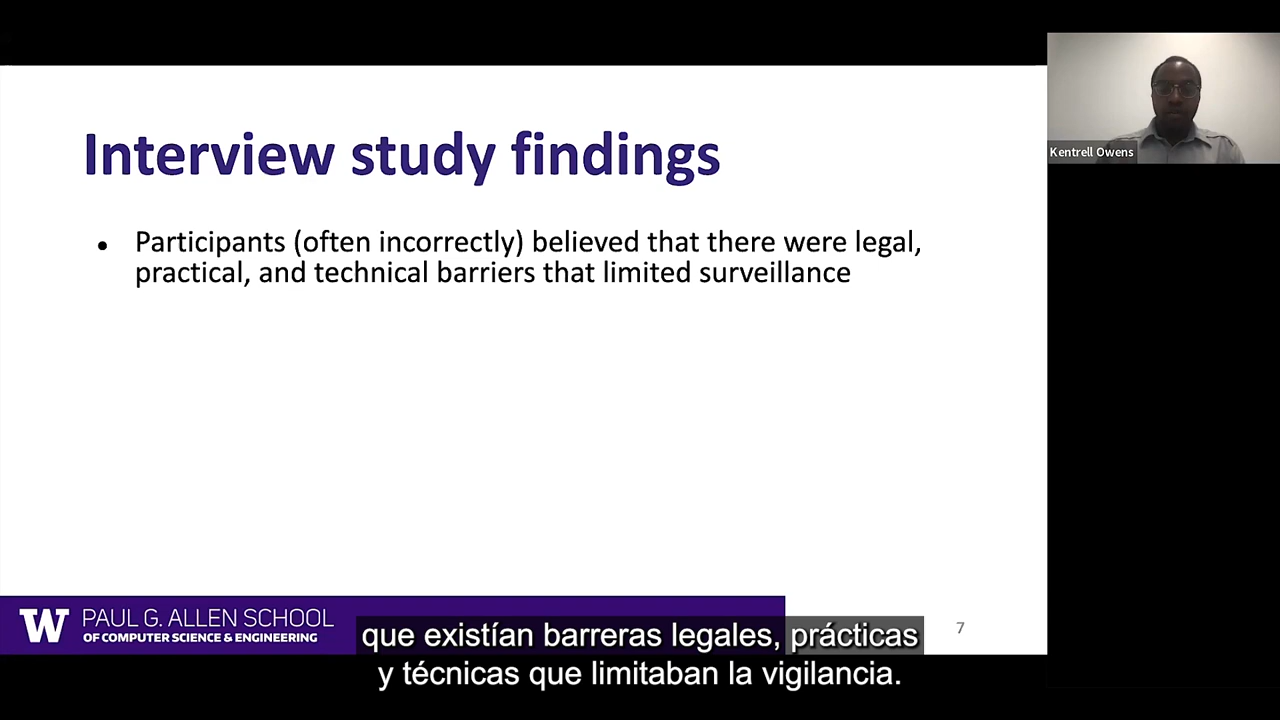 Interview study findings
Kentrell Owens
• Participants (often incorrectly) believed that there were legal,
practical, and technical barriers that limited surveillance
W PAUL G. ALLEN SCHOOL
OF COMPUTER SCIENCE & ENGINEERING
7
que existían barreras legales, prácticas
y técnicas que limitaban la vigilancia.